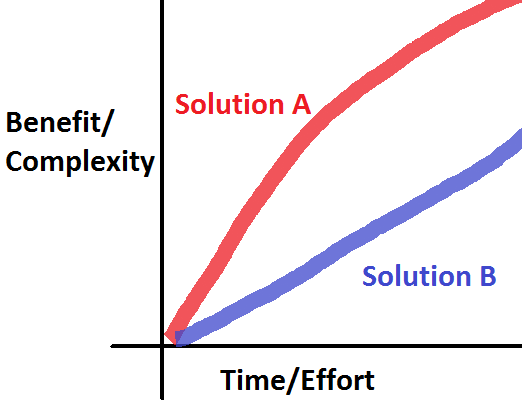 Solution A
Benefit/
Complexity
Solution B
Time/Effort